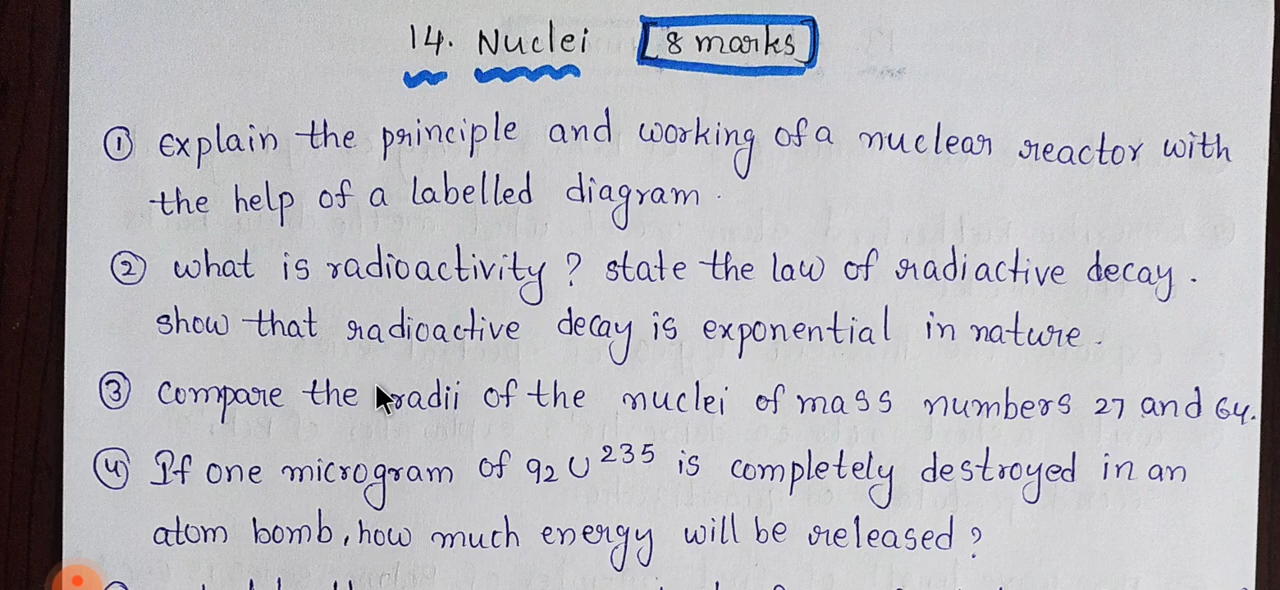 14. Nuclei [8 marks]
① Explain the principle and working of a nuclear reactor with
the help of a labelled diagram.
② what is radioactivity ? state the law of radiactive decay.
show that radioactive decay is exponential in nature.
③ compare the radii of the nuclei of mass numbers 27 and 64.
④ If one microgram of 92 U 235 is completely destroyed in an
atom bomb, how much energy will be released ?